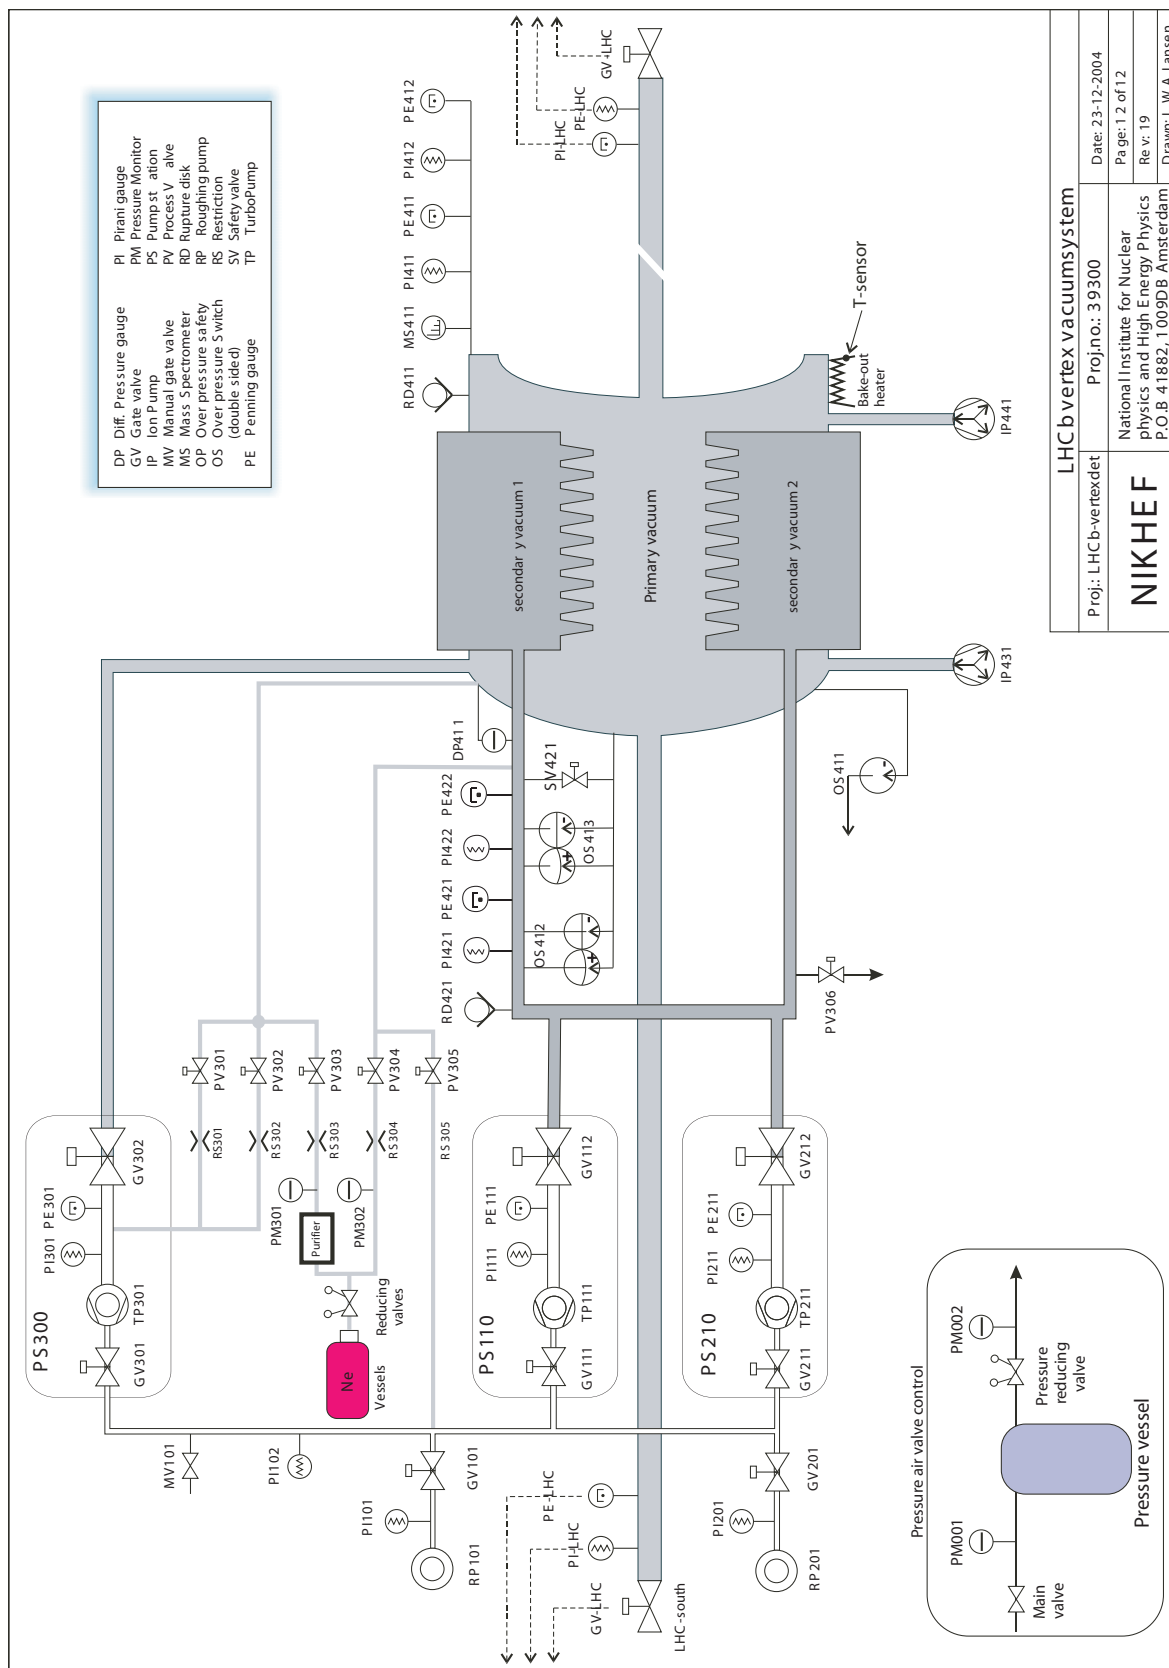 DP Diff. Pressure gauge
GV Gate valve
IP Ion Pump
MV Manual gate valve
MS Mass Spectrometer
OP Over pressure safety
OS Over pressure Switch
(double sided)
PE Penning gauge
PI Pirani gauge
PM Pressure Monitor
PS Pump st ation
PV Process V alve
RD Rupture disk
RP Roughing pump
RS Restriction
SV Safety valve
TP TurboPump
PS300
GV301
TP301
PI301
PE301
GV302
MV101
PI102
PI101
GV101
RP101
Ne
Vessels
Reducing
valves
Purifier
PM301
PM302
RS301
RS302
RS303
RS304
RS305
PV301
PV302
PV303
PV304
PV305
PS110
GV111
TP111
PI111
PE111
GV112
PS210
GV211
TP211
PI211
PE211
GV212
PI201
GV201
RP201
GV-LHC
PI-LHC
PE-LHC
LHC-south
RD421
PI421
PE421
PI422
PE422
DP411
OS412
OS413
SV421
PV306
OS411
IP431
IP441
secondar y vacuum 1
Primary vacuum
secondar y vacuum 2
RD411
MS411
PI411
PE411
PI412
PE412
PI-LHC
PE-LHC
GV-LHC
Bake-out
heater
T-sensor
Pressure air valve control
Main
valve
PM001
Pressure vessel
Pressure
reducing
valve
PM002
LHCb vertex vacuumsystem
Proj.: LHCb-vertexdet
Proj.no.: 39300
Date: 23-12-2004
NIKHEF
National Institute for Nuclear
physics and High Energy Physics
P.O.B 41882, 1009DB Amsterdam
Page: 12 of 12
Rev: 19
Drawn: L.W.A. Jansen